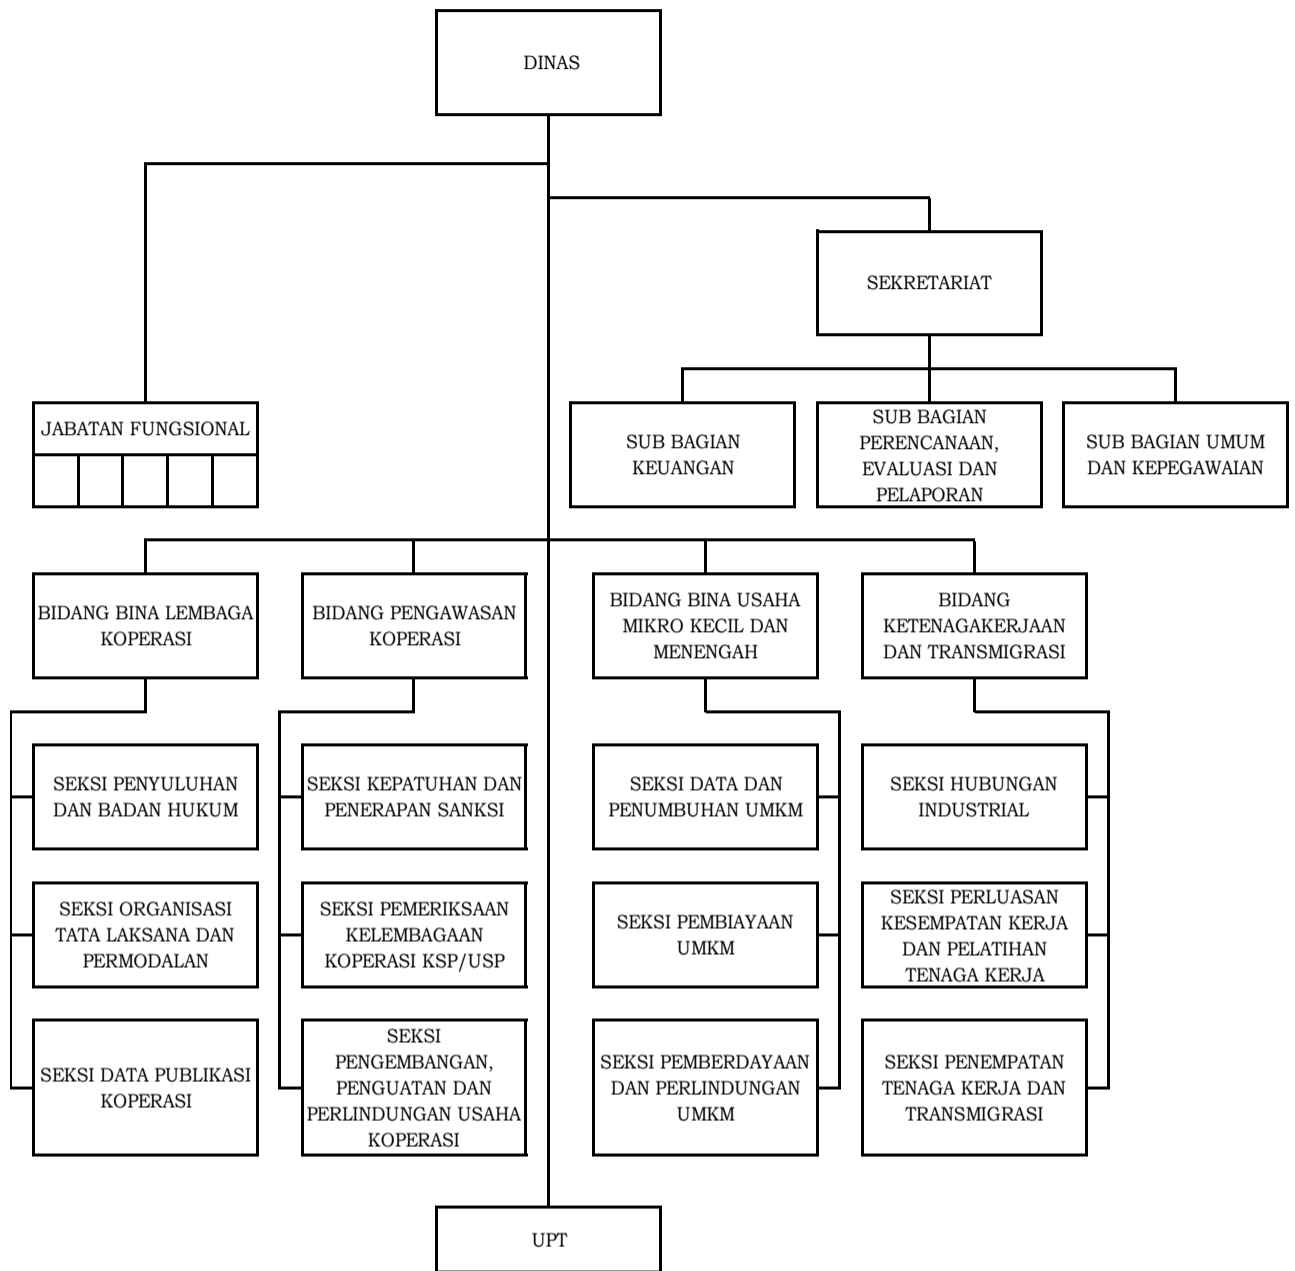 DINAS
SEKRETARIAT
JABATAN FUNGSIONAL
SUB BAGIAN
KEUANGAN
SUB BAGIAN
PERENCANAAN,
EVALUASI DAN
PELAPORAN
SUB BAGIAN UMUM
DAN KEPEGAWAIAN
BIDANG BINA LEMBAGA
KOPERASI
BIDANG PENGAWASAN
KOPERASI
BIDANG BINA USAHA
MIKRO KECIL DAN
MENENGAH
BIDANG
KETENAGAKERJAAN
DAN TRANSMIGRASI
SEKSI PENYULUHAN
DAN BADAN HUKUM
SEKSI KEPATUHAN DAN
PENERAPAN SANKSI
SEKSI DATA DAN
PENUMBUHAN UMKM
SEKSI HUBUNGAN
INDUSTRIAL
SEKSI ORGANISASI
TATA LAKSANA DAN
PERMODALAN
SEKSI PEMERIKSAAN
KELEMBAGAAN
KOPERASI KSP/USP
SEKSI PEMBIAYAAN
UMKM
SEKSI PERLUASAN
KESEMPATAN KERJA
DAN PELATIHAN
TENAGA KERJA
SEKSI DATA PUBLIKASI
KOPERASI
SEKSI
PENGEMBANGAN,
PENGUATAN DAN
PERLINDUNGAN USAHA
KOPERASI
SEKSI PEMBERDAYAAN
DAN PERLINDUNGAN
UMKM
SEKSI PENEMPATAN
TENAGA KERJA DAN
TRANSMIGRASI
UPT